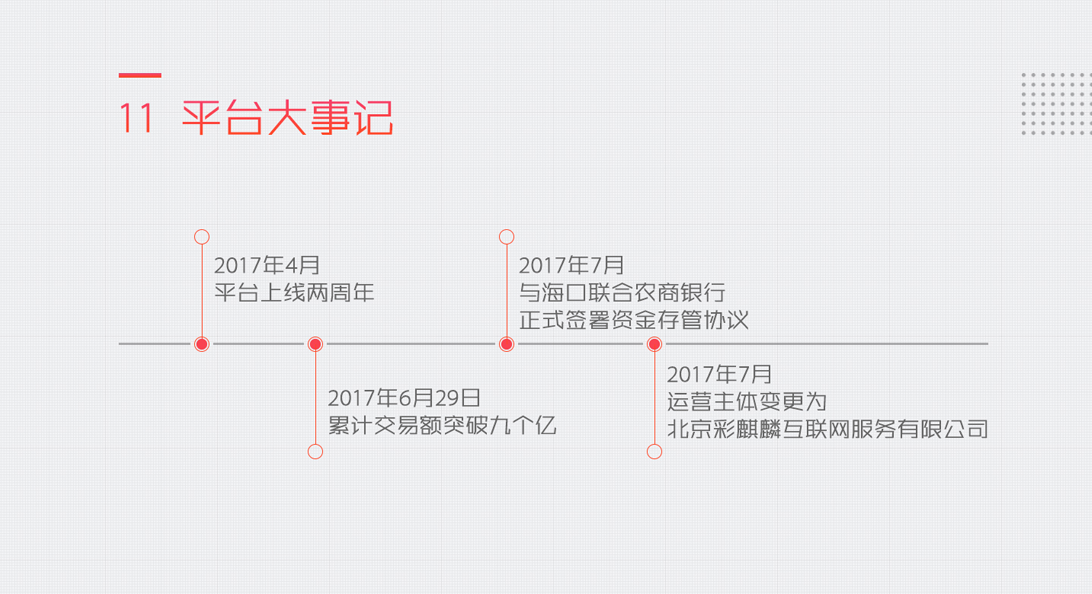 11 平台大事记
2017年4月
平台上线两周年
2017年6月29日
累计交易额突破九个亿
2017年7月
与海口联合农商银行
正式签署资金存管协议
2017年7月
运营主体变更为
北京彩麒麟互联网服务有限公司